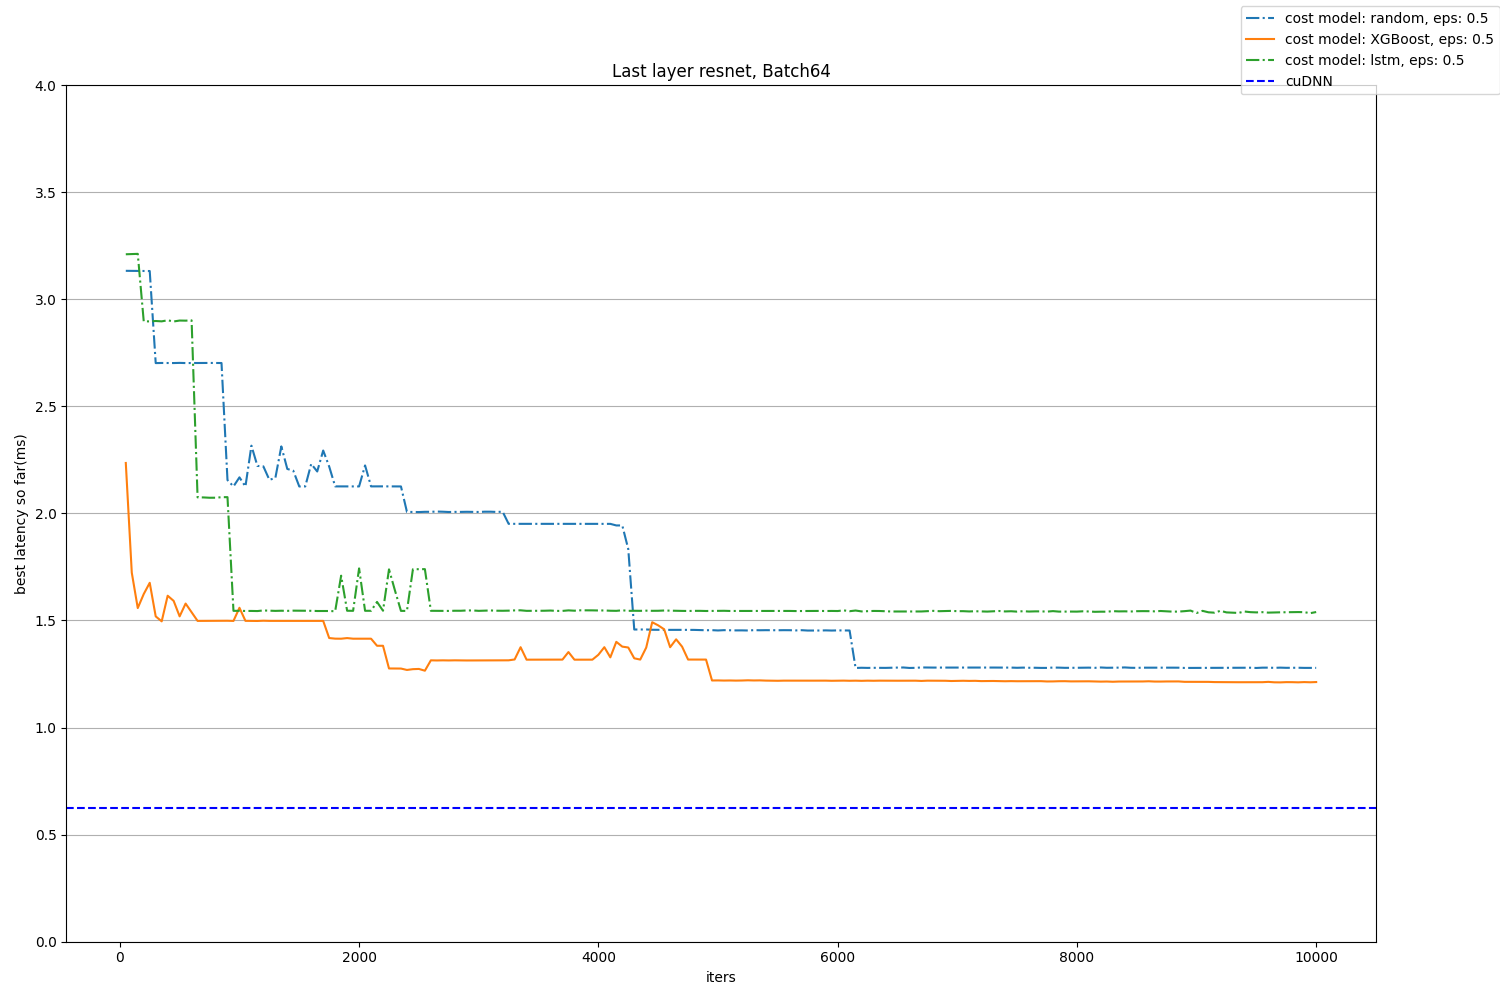 cost model: random, eps: 0.5
cost model: XGBoost, eps: 0.5
cost model: lstm, eps: 0.5
cuDNN
Last layer resnet, Batch64
4.0
3.5
3.0
2.5
2.0
1.5
1.0
0.5
0.0
best latency so far(ms)
0 2000 4000 6000 8000 10000
iters